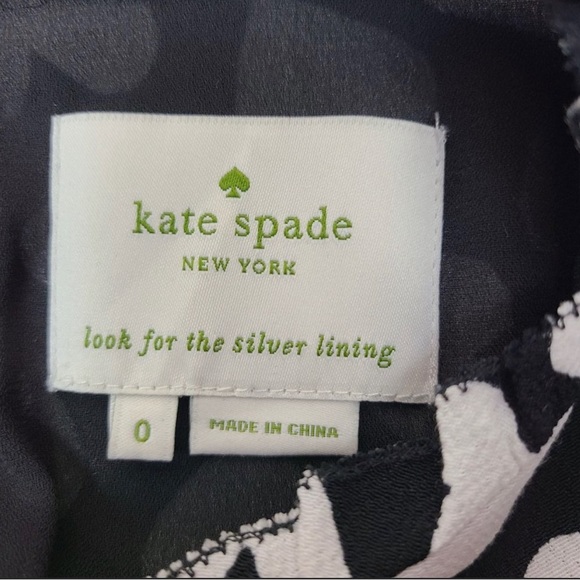 kate spade
NEW YORK
look for the silver lining
0
MADE IN CHINA